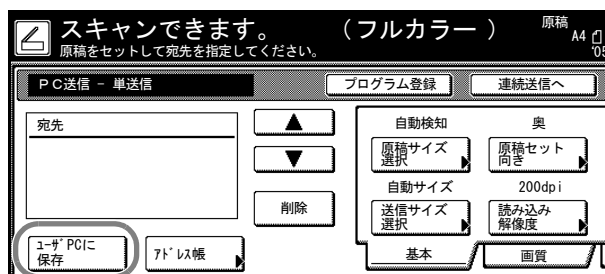 スキャンできます。 （フルカラー ）
原稿をセットして宛先を指定してください。
原稿
A4
'05
ＰＣ送信 － 単送信
プログラム登録
連続送信へ
宛先
削除
ﾕｰｻﾞPCに
保存
ｱﾄﾞﾚｽ帳
自動検知
原稿サイズ
選択
奥
原稿セット
向き
自動サイズ
送信サイズ
選択
200dpi
読み込み
解像度
基本
画質